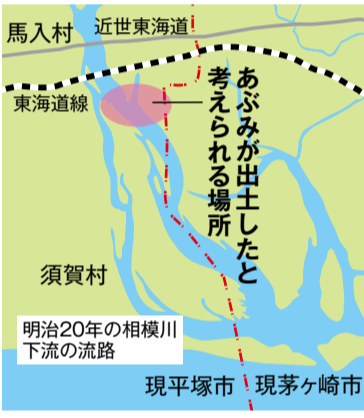 馬入村
近世東海道
東海道線
あぶみが出土したと
考えられる場所
須賀村
明治20年の相模川
下流の流路
現平塚市
現茅ヶ崎市